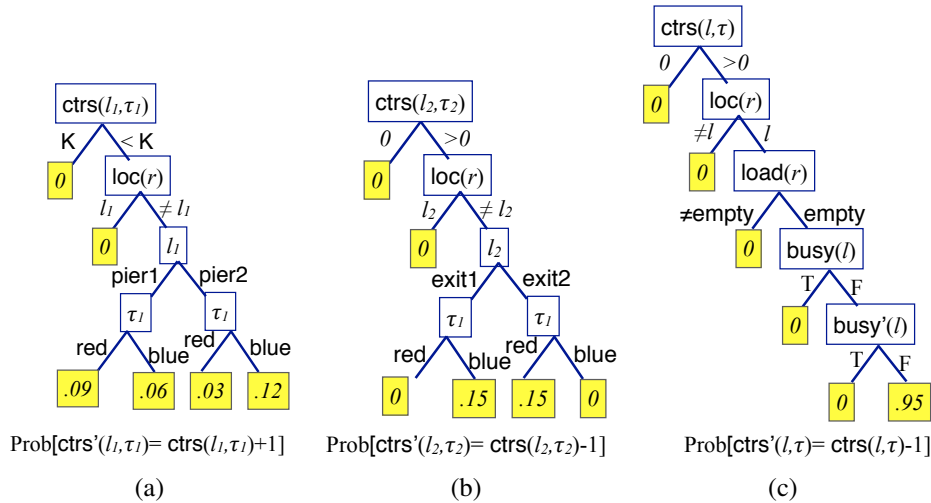 ctrs(l₁,τ₁)
K
< K
0
loc(r)
l₁
≠ l₁
0
l₁
pier1
pier2
τ₁
τ₁
red
blue
red
blue
.09
.06
.03
.12
Prob[ctrs'(l₁,τ₁)= ctrs(l₁,τ₁)+1]
(a)
ctrs(l₂,τ₂)
0
>0
0
loc(r)
l₂
≠ l₂
0
l₂
exit1
exit2
τ₁
τ₁
red
blue
red
blue
0
.15
.15
0
Prob[ctrs'(l₂,τ₂)= ctrs(l₂,τ₂)-1]
(b)
ctrs(l,τ)
0
>0
0
loc(r)
≠l
l
0
load(r)
≠empty
empty
0
busy(l)
T
F
0
busy'(l)
T
F
0
.95
Prob[ctrs'(l,τ)= ctrs(l,τ)-1]
(c)